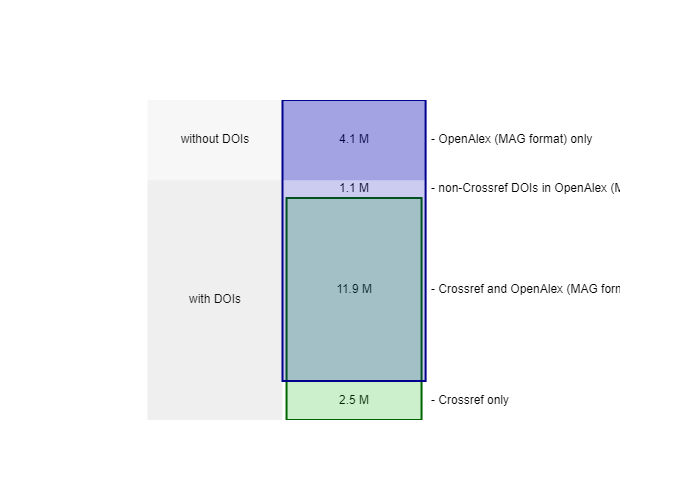 without DOIs 4.1 M - OpenAlex (MAG format) only
1.1 M - non-Crossref DOIs in OpenAlex
11.9 M - Crossref and OpenAlex (MAG form
with DOIs
2.5 M - Crossref only